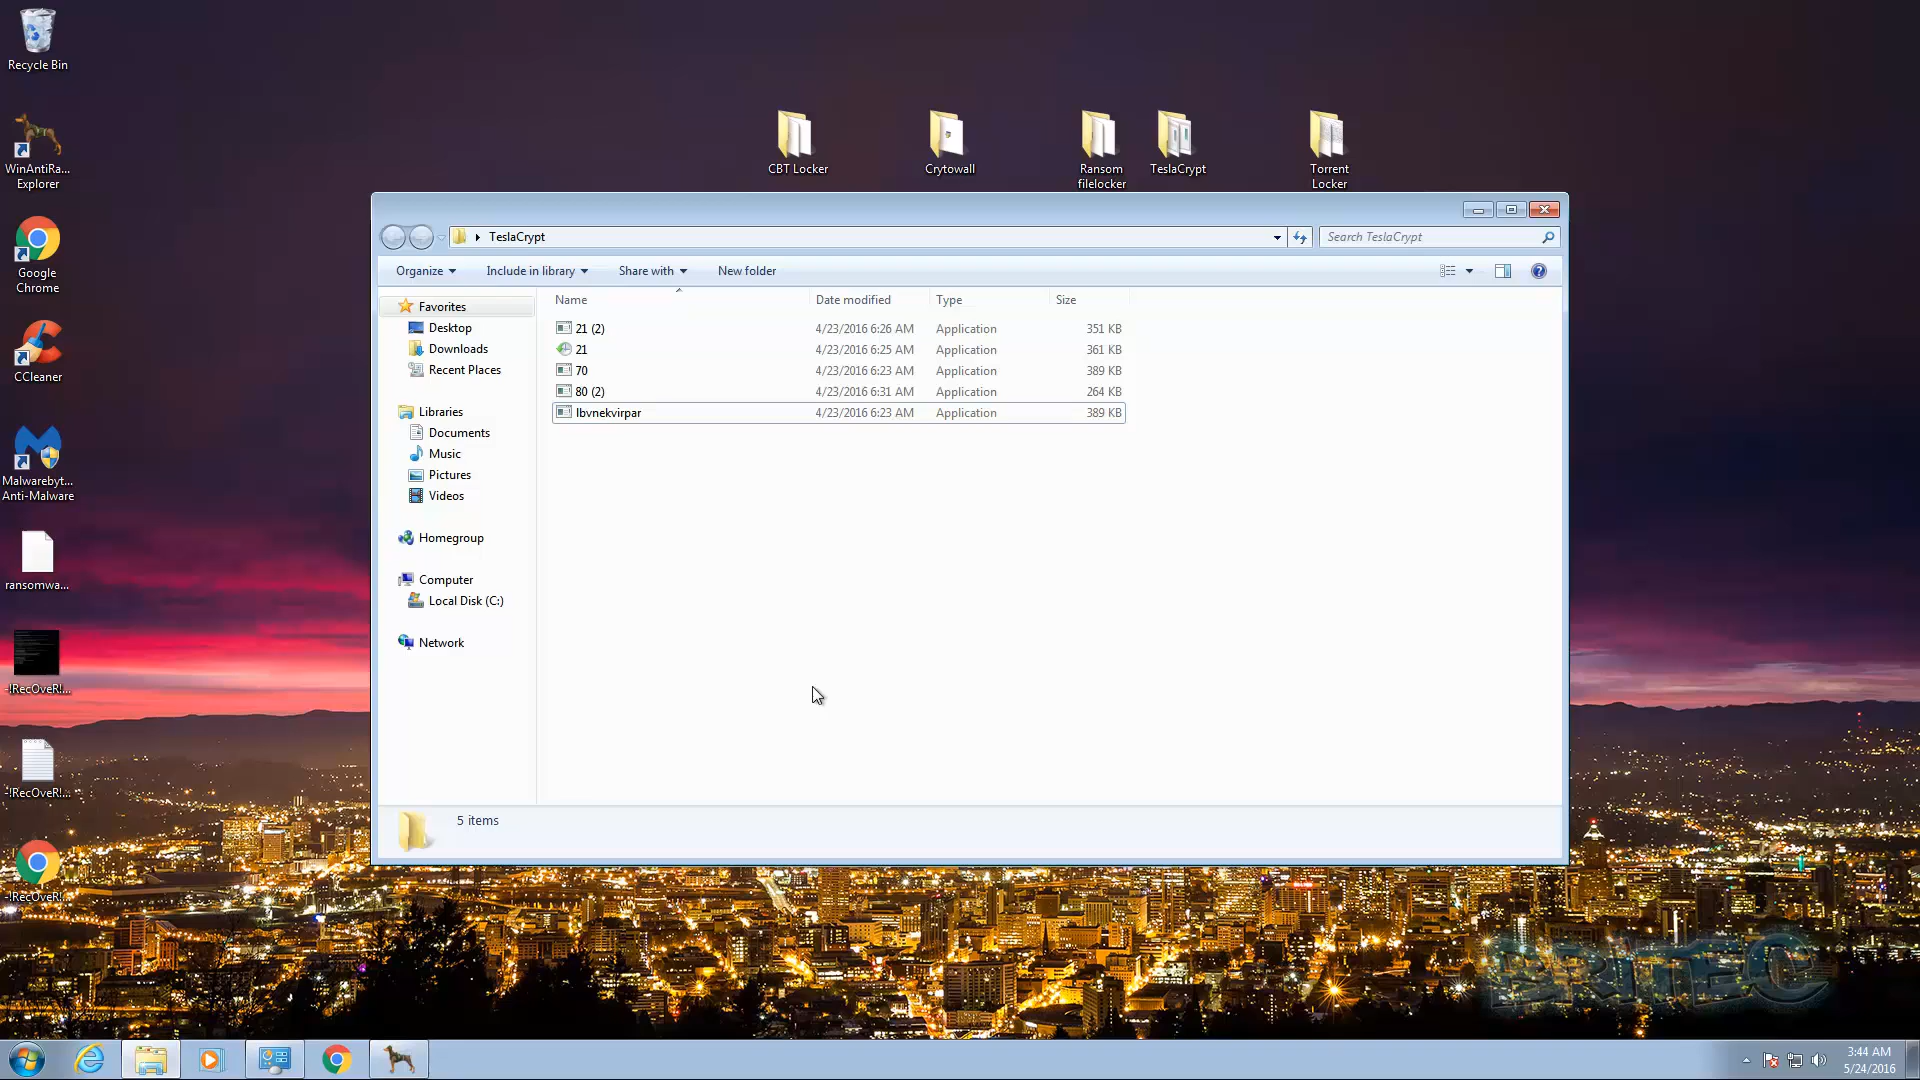 Recycle Bin
WinAntiRa...
Explorer
Google
Chrome
CCleaner
Malwarebyt...
Anti-Malware
ransomwa...
-!RecOveR!...
-!RecOveR!...
-!RecOveR!...
CBT Locker
Crytowall
Ransom
filelocker
TeslaCrypt
Torrent
Locker
TeslaCrypt
Search TeslaCrypt
Organize
Include in library
Share with
New folder
Favorites
Desktop
Downloads
Recent Places
Libraries
Documents
Music
Pictures
Videos
Homegroup
Computer
Local Disk (C:)
Network
Name Date modified Type Size
21 (2) 4/23/2016 6:26 AM Application 351 KB
21 4/23/2016 6:25 AM Application 361 KB
70 4/23/2016 6:23 AM Application 389 KB
80 (2) 4/23/2016 6:31 AM Application 264 KB
lbvnekvirpar 4/23/2016 6:23 AM Application 389 KB
5 items
BRITEC
3:44 AM
5/24/2016